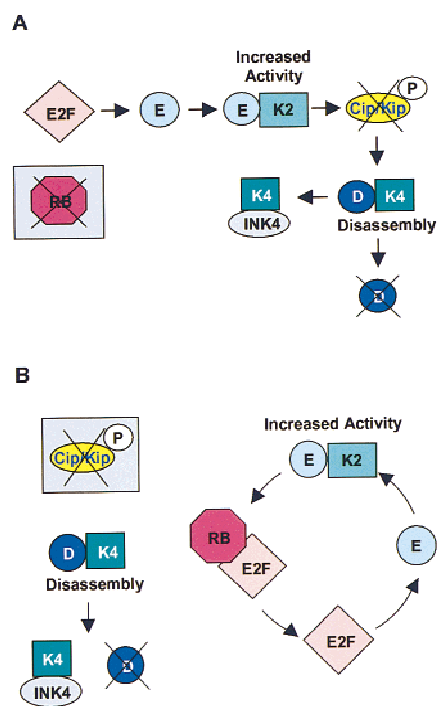 A
Increased
Activity
E2F
E
E
K2
Cip/Kip
P
RB
K4
INK4
D
K4
Disassembly
D
B
Cip/Kip
P
Increased Activity
E
K2
RB
E2F
E
D
K4
Disassembly
E2F
K4
INK4
D